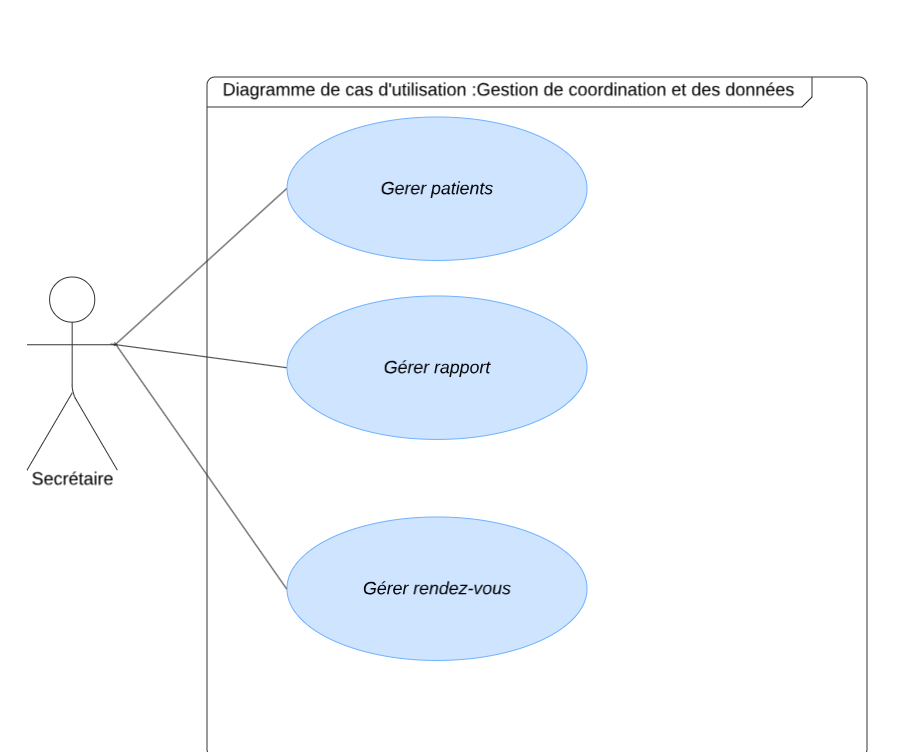 Diagramme de cas d'utilisation :Gestion de coordination et des données
Gerer patients
Gérer rapport
Secrétaire
Gérer rendez-vous